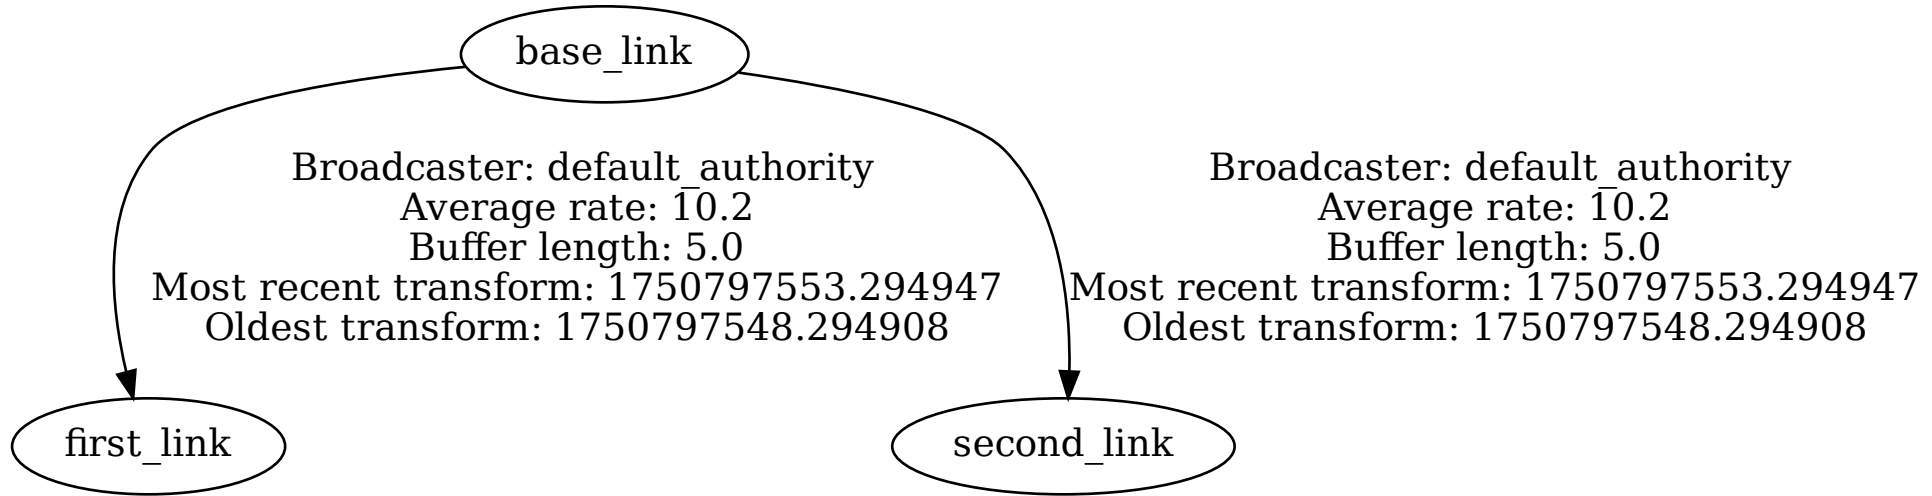 base_link
Broadcaster: default_authority
Average rate: 10.2
Buffer length: 5.0
Most recent transform: 1750797553.294947
Oldest transform: 1750797548.294908
Broadcaster: default_authority
Average rate: 10.2
Buffer length: 5.0
Most recent transform: 1750797553.294947
Oldest transform: 1750797548.294908
first_link
second_link